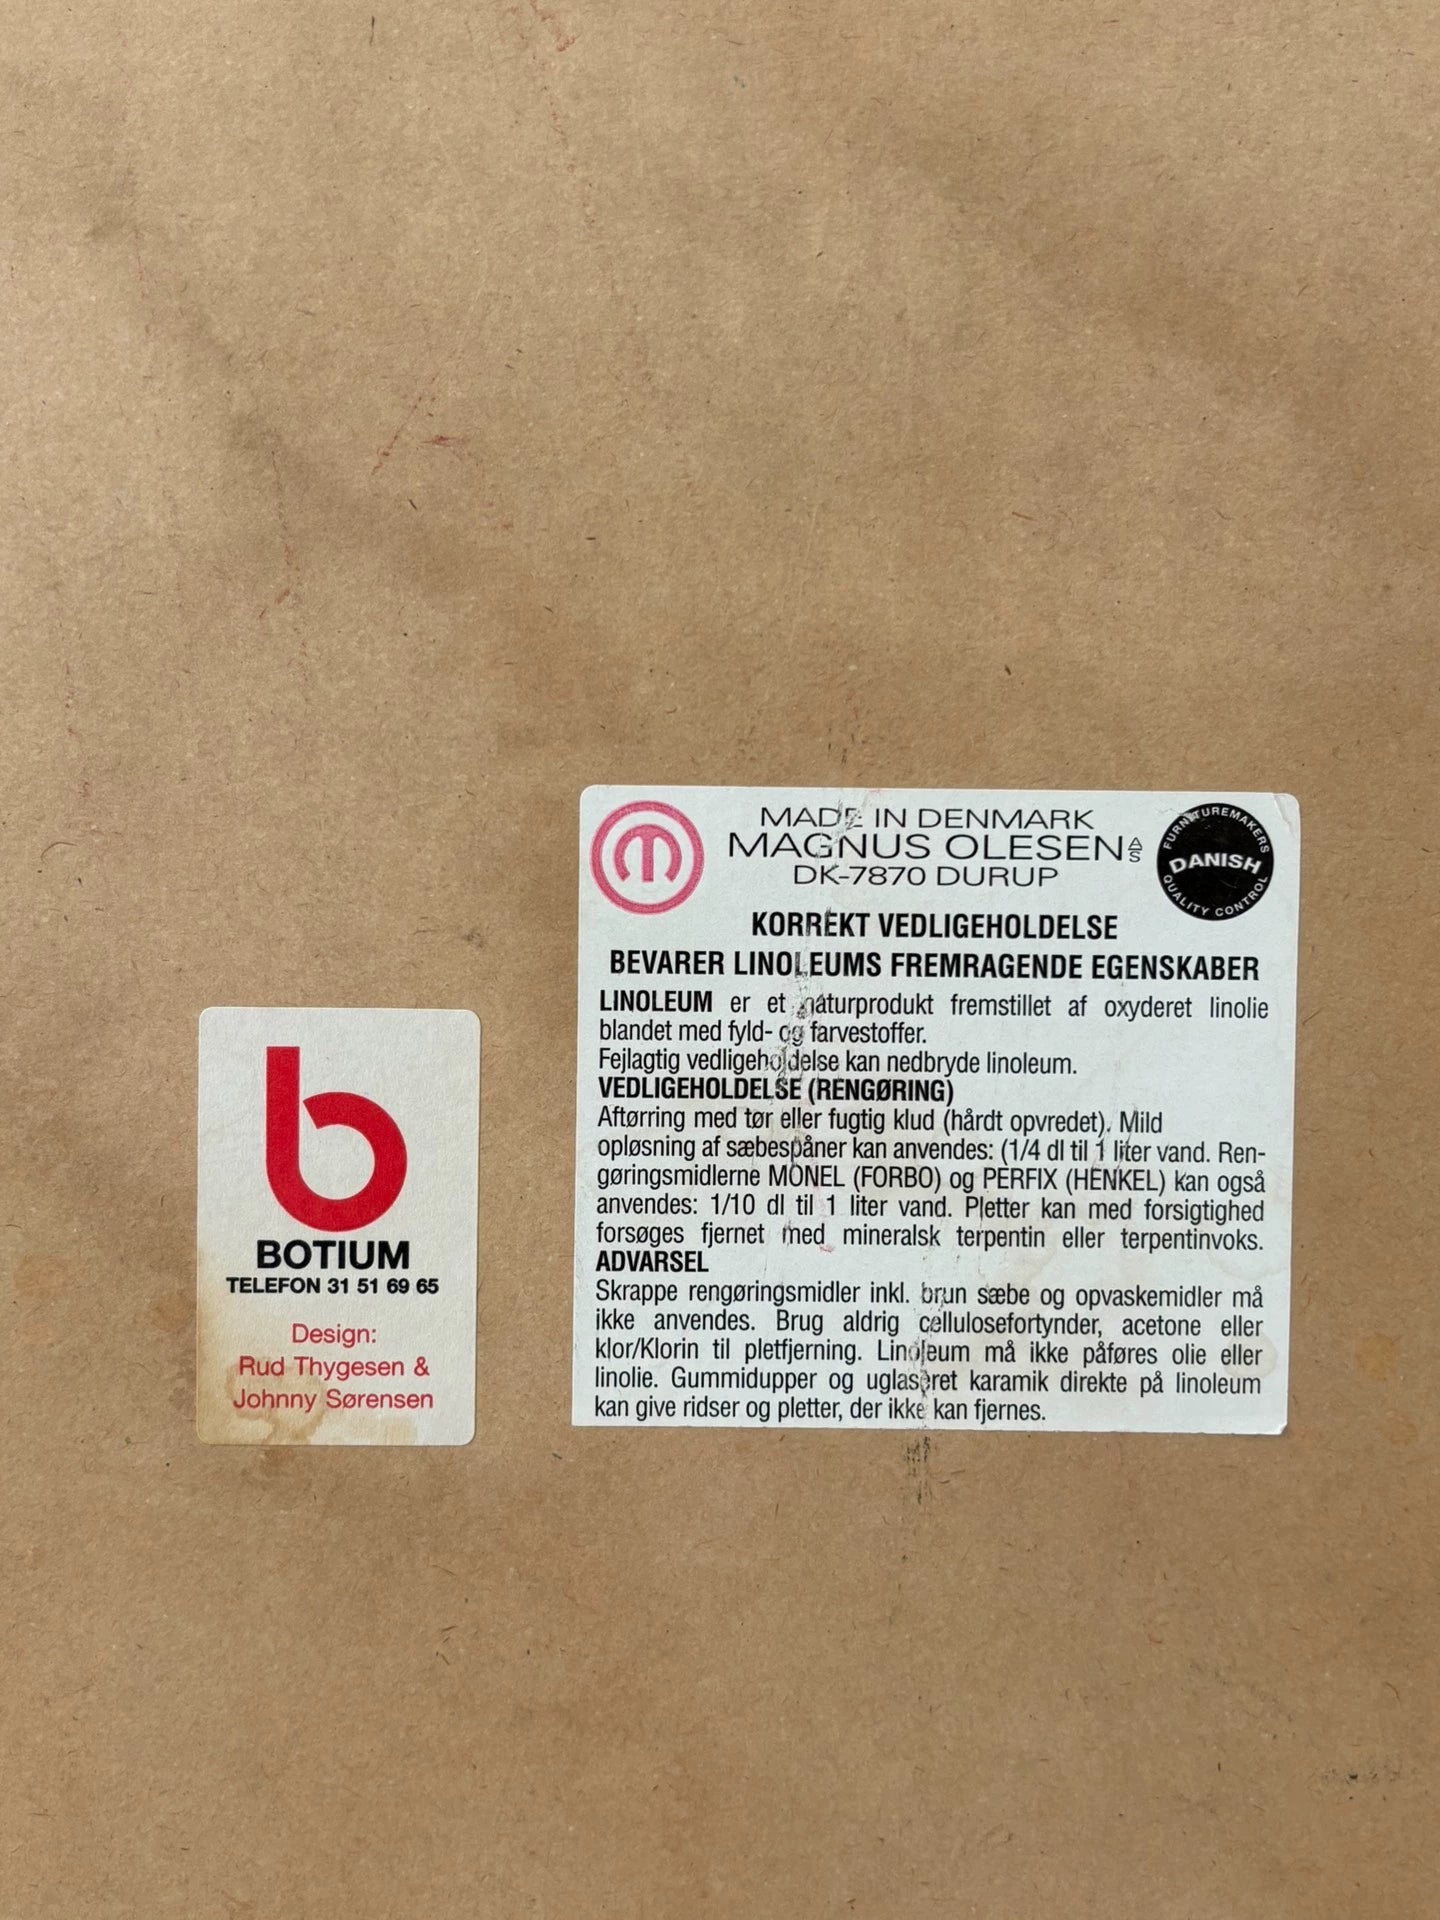 b
BOTIUM
TELEFON 31 51 69 65
Design:
Rud Thygesen &
Johnny Sørensen
m
MADE IN DENMARK
MAGNUS OLESEN A/S
DK-7870 DURUP
FURNITUREMAKERS
DANISH
QUALITY CONTROL
KORREKT VEDLIGEHOLDELSE
BEVARER LINOLEUMS FREMRAGENDE EGENSKABER
LINOLEUM er et naturprodukt fremstillet af oxyderet linolie
blandet med fyld- og farvestoffer.
Fejlagtig vedligeholdelse kan nedbryde linoleum.
VEDLIGEHOLDELSE (RENGØRING)
Aftørring med tør eller fugtig klud (hårdt opvredet). Mild
opløsning af sæbespåner kan anvendes: (1/4 dl til 1 liter vand. Ren-
gøringsmidlerne MONEL (FORBO) og PERFIX (HENKEL) kan også
anvendes: 1/10 dl til 1 liter vand. Pletter kan med forsigtighed
forsøges fjernet med mineralsk terpentin eller terpentinvoks.
ADVARSEL
Skrappe rengøringsmidler inkl. brun sæbe og opvaskemidler må
ikke anvendes. Brug aldrig cellulosefortynder, acetone eller
klor/Klorin til pletfjerning. Linoleum må ikke påføres olie eller
linolie. Gummidupper og uglaseret karamik direkte på linoleum
kan give ridser og pletter, der ikke kan fjernes.